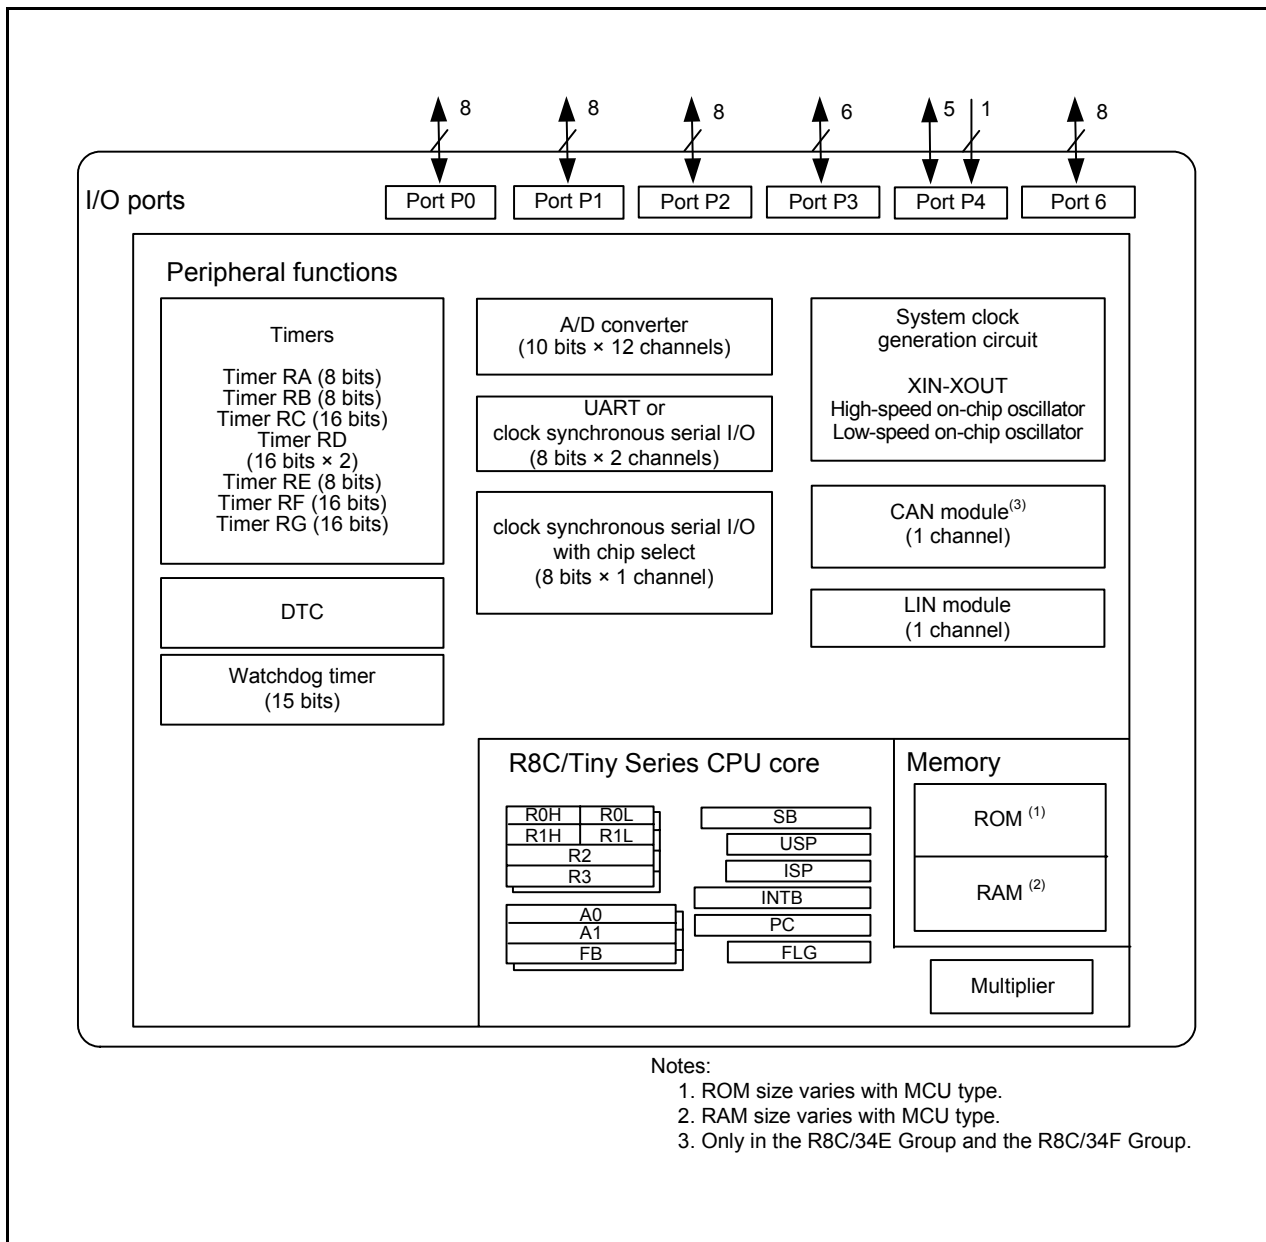 8 8 8 6 5 1 8
I/O ports
Port P0 Port P1 Port P2 Port P3 Port P4 Port 6
Peripheral functions
Timers
Timer RA (8 bits)
Timer RB (8 bits)
Timer RC (16 bits)
Timer RD
(16 bits × 2)
Timer RE (8 bits)
Timer RF (16 bits)
Timer RG (16 bits)
DTC
Watchdog timer
(15 bits)
A/D converter
(10 bits × 12 channels)
UART or
clock synchronous serial I/O
(8 bits × 2 channels)
clock synchronous serial I/O
with chip select
(8 bits × 1 channel)
System clock
generation circuit
XIN-XOUT
High-speed on-chip oscillator
Low-speed on-chip oscillator
CAN module(3)
(1 channel)
LIN module
(1 channel)
R8C/Tiny Series CPU core
R0H R0L
R1H R1L
R2
R3
A0
A1
FB
SB
USP
ISP
INTB
PC
FLG
Memory
ROM (1)
RAM (2)
Multiplier
Notes:
1. ROM size varies with MCU type.
2. RAM size varies with MCU type.
3. Only in the R8C/34E Group and the R8C/34F Group.